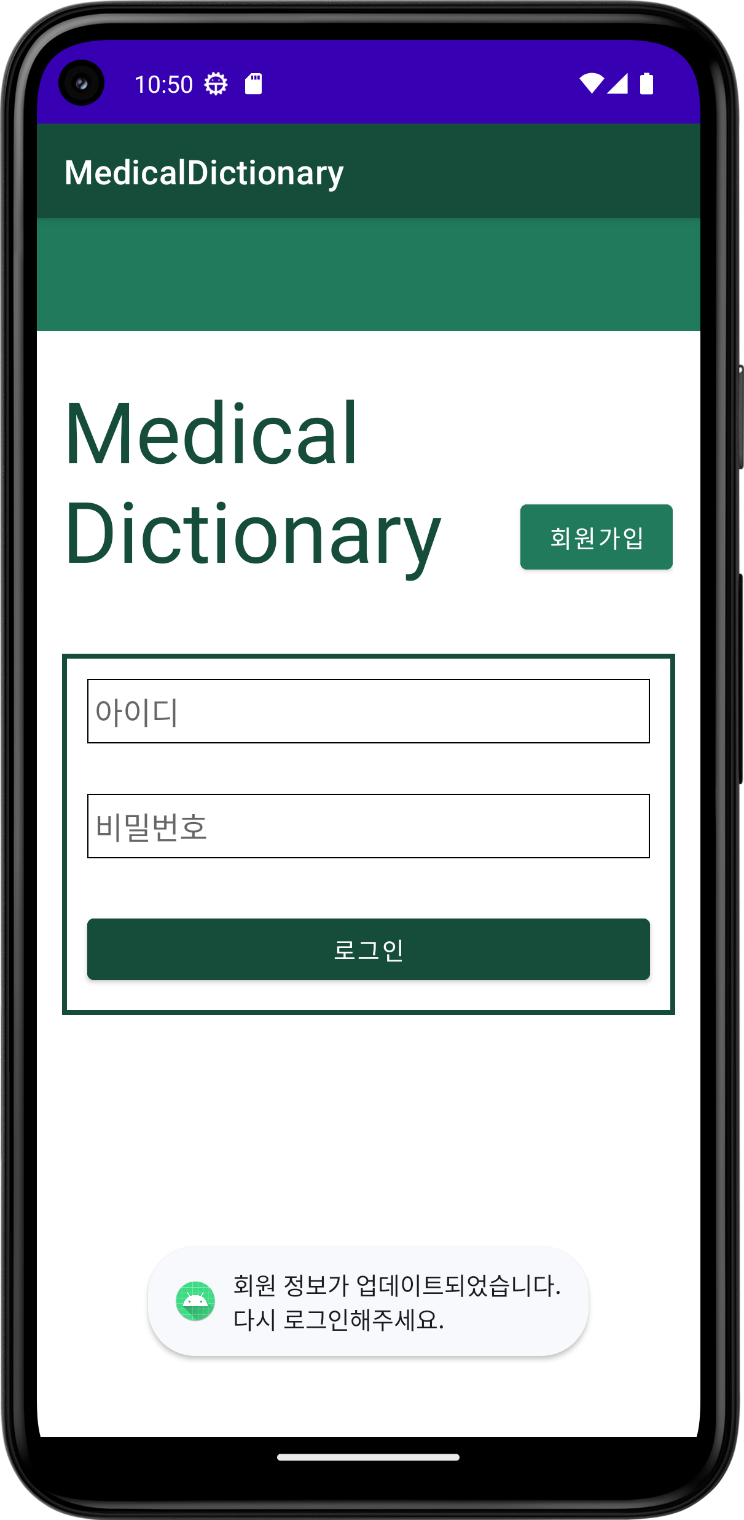 10:50
MedicalDictionary
Medical
Dictionary
회원가입
아이디
비밀번호
로그인
회원 정보가 업데이트되었습니다.
다시 로그인해주세요.